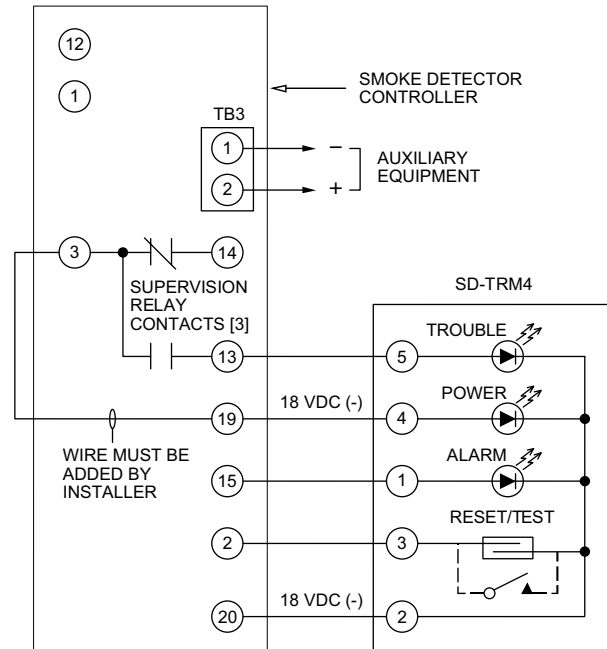 12
1
SMOKE DETECTOR
CONTROLLER
TB3
1
−
2
+
AUXILIARY
EQUIPMENT
3
14
SUPERVISION
RELAY
CONTACTS [3]
13
SD-TRM4
5
TROUBLE
19
18 VDC (-)
4
POWER
WIRE MUST BE
ADDED BY
INSTALLER
15
1
ALARM
2
3
RESET/TEST
20
18 VDC (-)
2